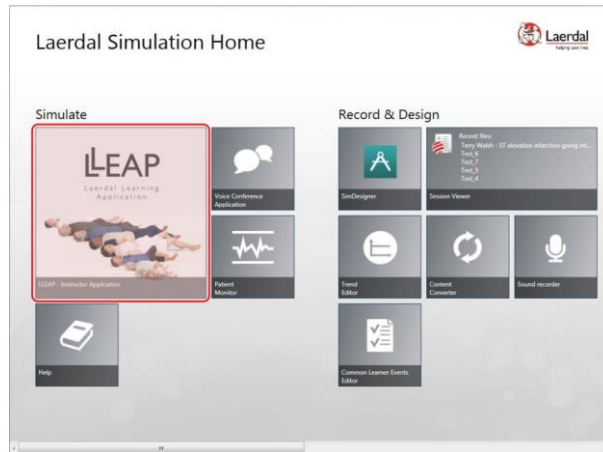 Laerdal Simulation Home
Laerdal
helping save lives
Simulate
Record & Design
LLEAP
Laerdal Learning
Application
LLEAP - Instructor Application
Voice Conference
Application
Patient
Monitor
Help
SimDesigner
Recent files:
Terry Walsh - ST elevation infarction going int...
Test_6
Test_7
Test_5
Test_4
Session Viewer
Trend
Editor
Content
Converter
Sound recorder
Common Learner Events
Editor